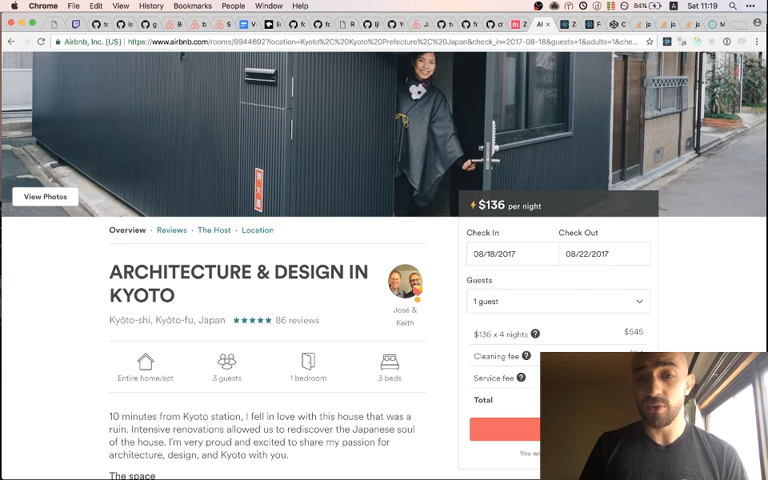 Chrome File Edit View History Bookmarks People Window Help
84% Sat 11:19
Airbnb, Inc. [US] https://www.airbnb.com/rooms/9944692?location=Kyoto%2C%20Kyoto%20Prefecture%2C%20Japan&check_in=2017-08-18&guests=1&adults=1&che...
View Photos
$136 per night
Overview · Reviews · The Host · Location
Check In Check Out
08/18/2017 08/22/2017
ARCHITECTURE & DESIGN IN
KYOTO
Kyōto-shi, Kyōto-fu, Japan 86 reviews
José &
Keith
Guests
1 guest
$136 x 4 nights ? $545
Cleaning fee ?
Service fee ?
Total
Entire home/apt 3 guests 1 bedroom 3 beds
10 minutes from Kyoto station, I fell in love with this house that was a
ruin. Intensive renovations allowed us to rediscover the Japanese soul
of the house. I'm very proud and excited to share my passion for
architecture, design, and Kyoto with you.
The space